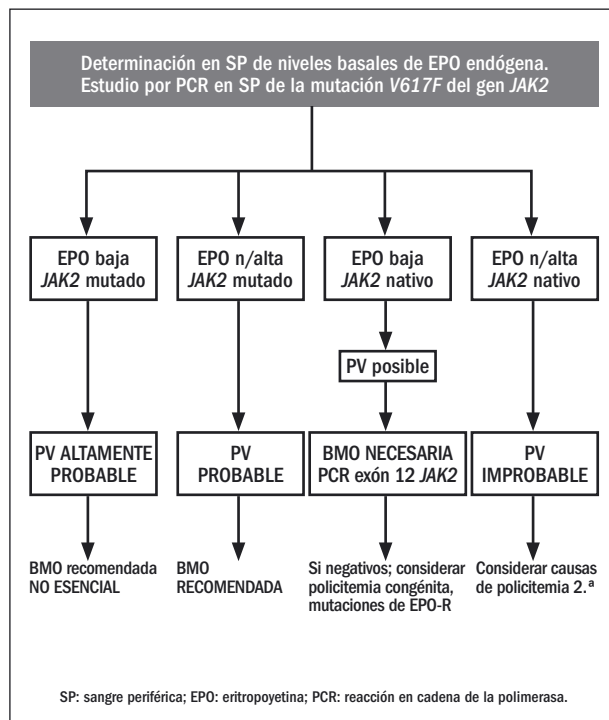 Determinación en SP de niveles basales de EPO endógena.
Estudio por PCR en SP de la mutación V617F del gen JAK2
EPO baja
JAK2 mutado
EPO n/alta
JAK2 mutado
EPO baja
JAK2 nativo
EPO n/alta
JAK2 nativo
PV posible
PV ALTAMENTE
PROBABLE
PV
PROBABLE
BMO NECESARIA
PCR exón 12 JAK2
PV
IMPROBABLE
BMO recomendada
NO ESENCIAL
BMO
RECOMENDADA
Si negativos; considerar
policitemia congénita,
mutaciones de EPO-R
Considerar causas
de policitemia 2.ª
SP: sangre periférica; EPO: eritropoyetina; PCR: reacción en cadena de la polimerasa.